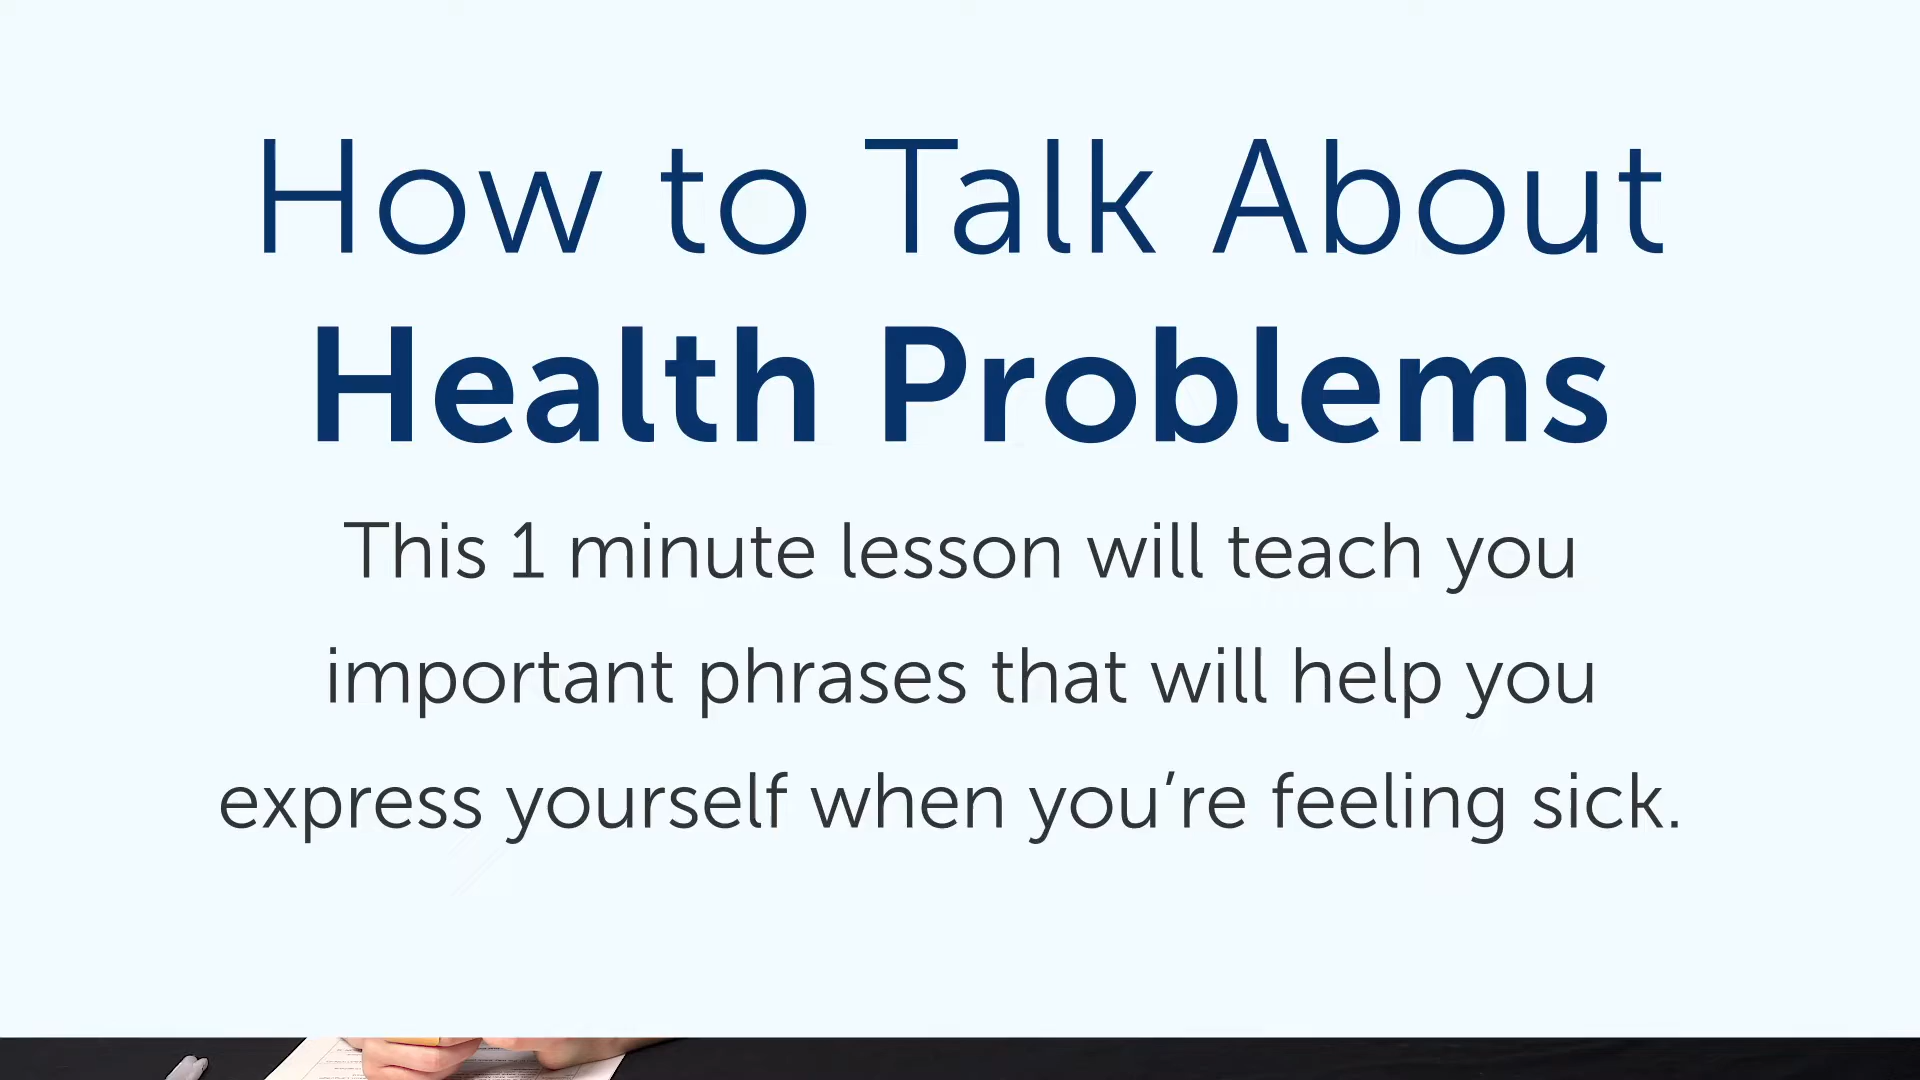 How to Talk About
Health Problems
This 1 minute lesson will teach you
important phrases that will help you
express yourself when you’re feeling sick.